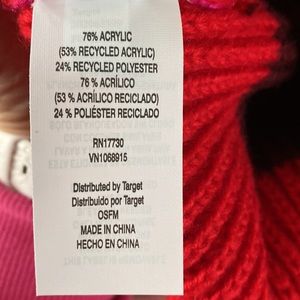 76% ACRYLIC
(53% RECYCLED ACRYLIC)
24% RECYCLED POLYESTER
76 % ACRÍLICO
(53 % ACRÍLICO RECICLADO)
24 % POLIÉSTER RECICLADO
RN17730
VN1068915
Distributed by Target
Distribuido por Target
OSFM
MADE IN CHINA
HECHO EN CHINA